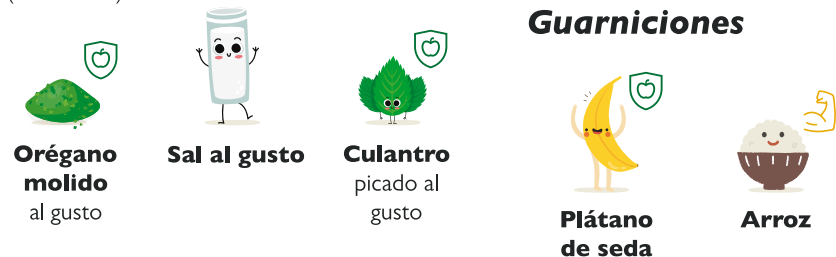 Orégano
molido
al gusto
Sal al gusto
Culantro
picado al
gusto
Guarniciones
Plátano
de seda
Arroz